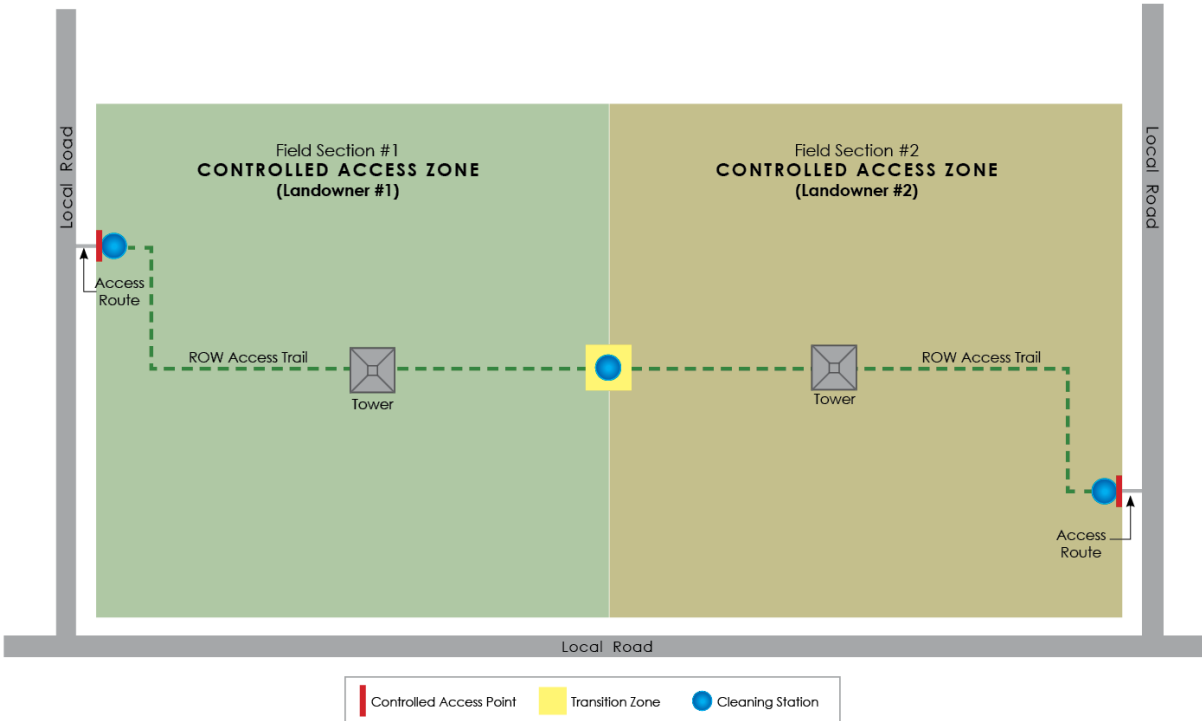 Local Road
Field Section #1
CONTROLLED ACCESS ZONE
(Landowner #1)
Field Section #2
CONTROLLED ACCESS ZONE
(Landowner #2)
Local Road
Access
Route
ROW Access Trail
Tower
Tower
ROW Access Trail
Access
Route
Local Road
Controlled Access Point
Transition Zone
Cleaning Station